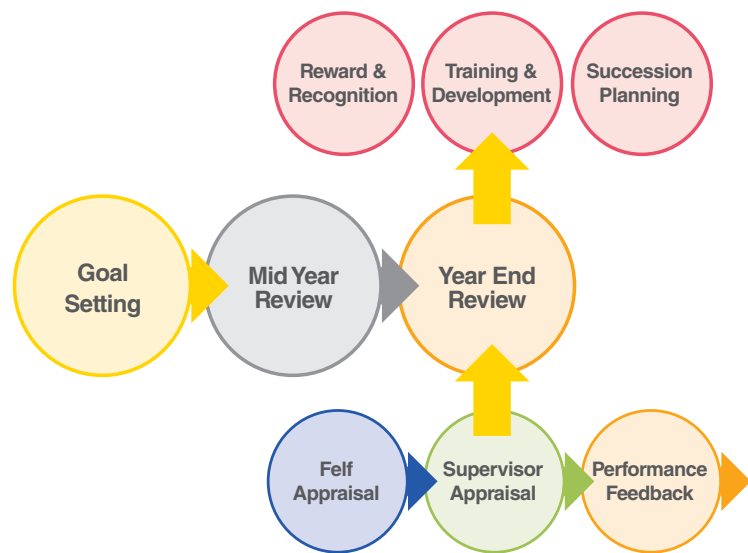 Reward &
Recognition
Training &
Development
Succession
Planning
Goal
Setting
Mid Year
Review
Year End
Review
Felf
Appraisal
Supervisor
Appraisal
Performance
Feedback